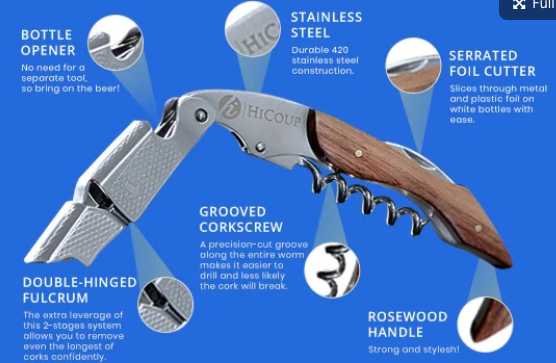 Full
BOTTLE
OPENER
No need for a
separate tool,
so bring on the beer!
STAINLESS
STEEL
Durable 420
stainless steel
construction.
SERRATED
FOIL CUTTER
Slices through metal
and plastic foil on
white bottles with
ease.
HIC
HICOUP
GROOVED
CORKSCREW
A precision-cut groove
along the entire worm
makes it easier to
drill and less likely
the cork will break.
DOUBLE-HINGED
FULCRUM
The extra leverage of
this 2-stages system
allows you to remove
even the longest of
corks confidently.
ROSEWOOD
HANDLE
Strong and stylesh!